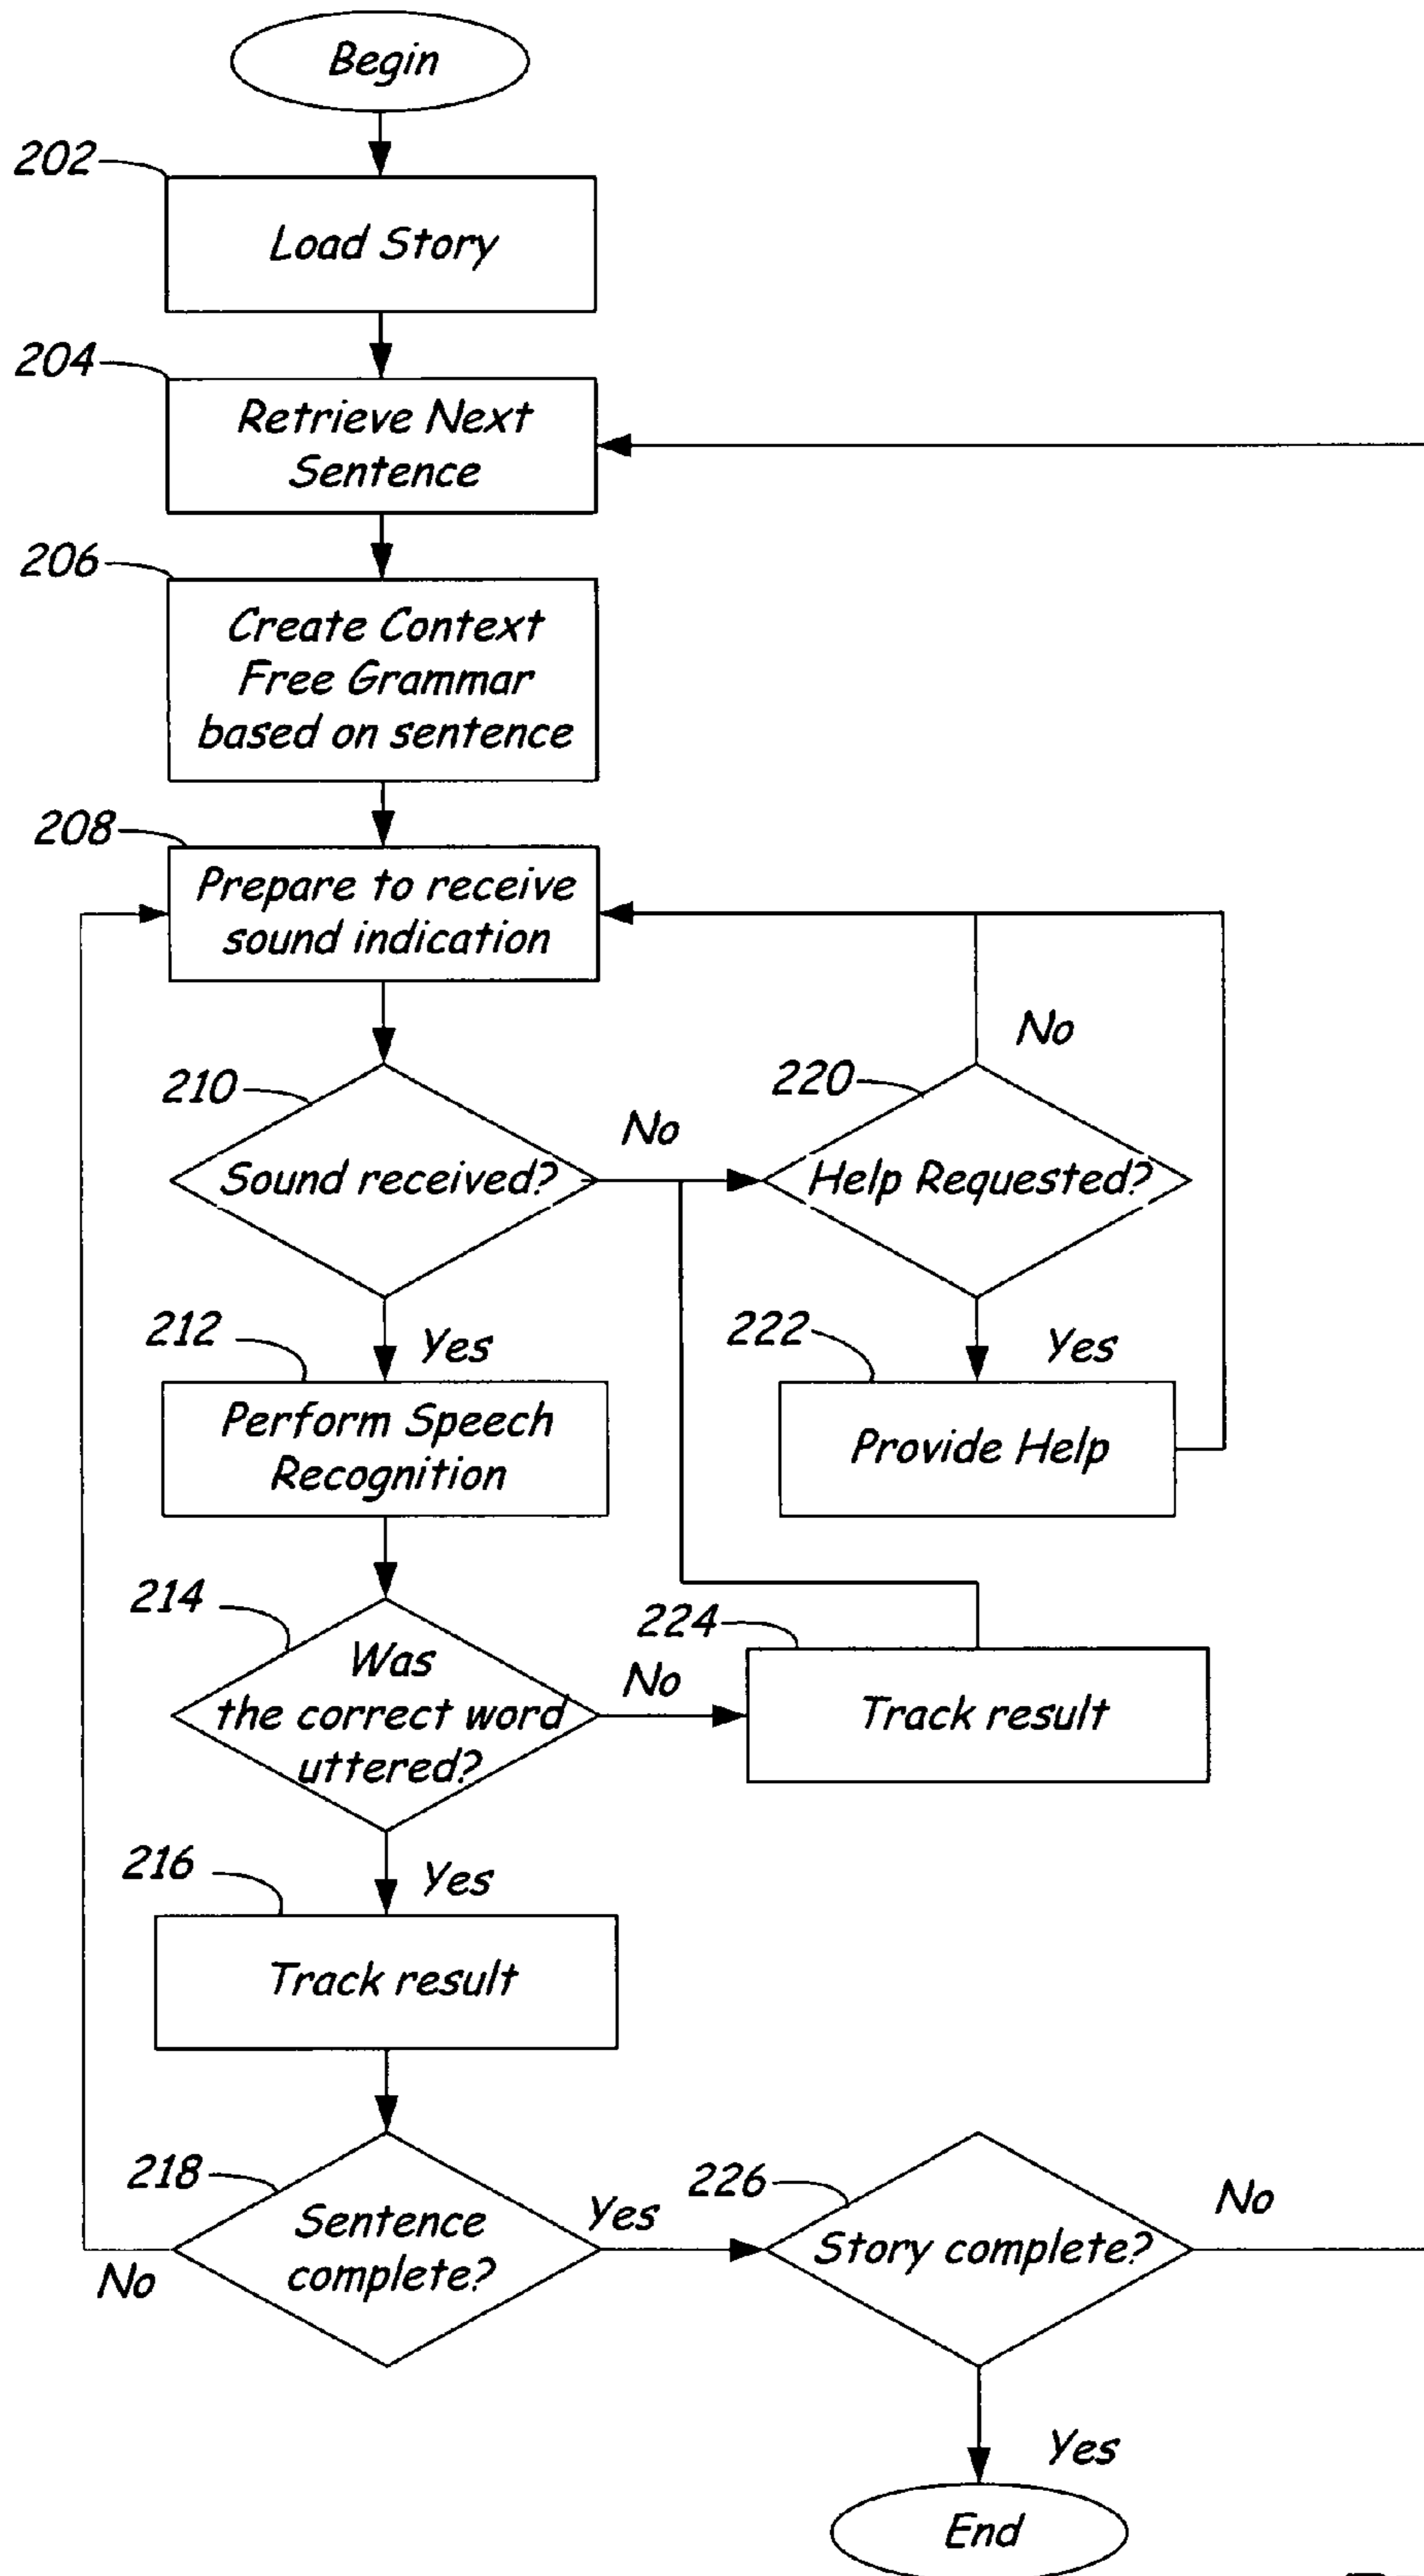 Begin
202
Load Story
204
Retrieve Next
Sentence
206
Create Context
Free Grammar
based on sentence
208
Prepare to receive
sound indication
No
210
220
Sound received?
No
Help Requested?
212
Yes
222
Yes
Perform Speech
Recognition
Provide Help
214
Was
the correct word
uttered?
No
224
Track result
216
Yes
Track result
218
Sentence
complete?
No
Yes
226
Story complete?
No
Yes
End